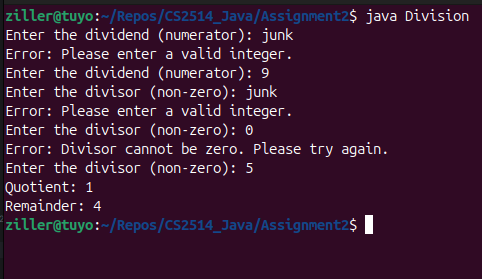 ziller@tuyo:~/Repos/CS2514_Java/Assignment2$ java Division
Enter the dividend (numerator): junk
Error: Please enter a valid integer.
Enter the dividend (numerator): 9
Enter the divisor (non-zero): junk
Error: Please enter a valid integer.
Enter the divisor (non-zero): 0
Error: Divisor cannot be zero. Please try again.
Enter the divisor (non-zero): 5
Quotient: 1
Remainder: 4
ziller@tuyo:~/Repos/CS2514_Java/Assignment2$